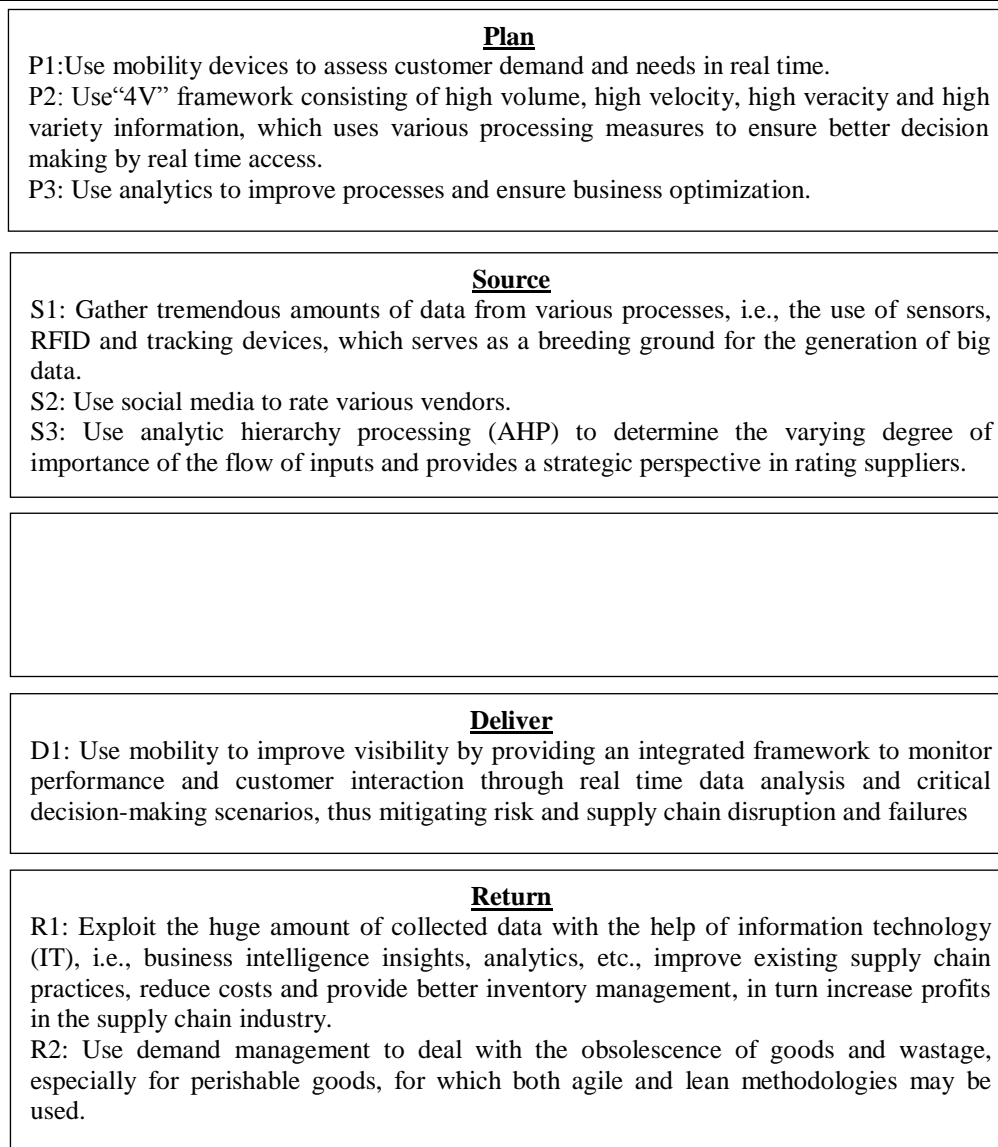 Plan
P1:Use mobility devices to assess customer demand and needs in real time.
P2: Use“4V” framework consisting of high volume, high velocity, high veracity and high
variety information, which uses various processing measures to ensure better decision
making by real time access.
P3: Use analytics to improve processes and ensure business optimization.
Source
S1: Gather tremendous amounts of data from various processes, i.e., the use of sensors,
RFID and tracking devices, which serves as a breeding ground for the generation of big
data.
S2: Use social media to rate various vendors.
S3: Use analytic hierarchy processing (AHP) to determine the varying degree of
importance of the flow of inputs and provides a strategic perspective in rating suppliers.
Deliver
D1: Use mobility to improve visibility by providing an integrated framework to monitor
performance and customer interaction through real time data analysis and critical
decision-making scenarios, thus mitigating risk and supply chain disruption and failures
Return
R1: Exploit the huge amount of collected data with the help of information technology
(IT), i.e., business intelligence insights, analytics, etc., improve existing supply chain
practices, reduce costs and provide better inventory management, in turn increase profits
in the supply chain industry.
R2: Use demand management to deal with the obsolescence of goods and wastage,
especially for perishable goods, for which both agile and lean methodologies may be
used.